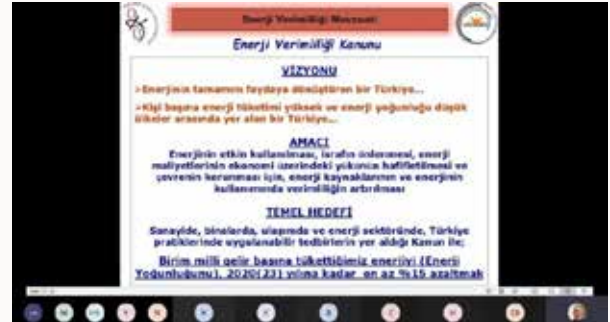 Enerji Verimliliği Mevzuatı
Enerji Verimliliği Kanunu
VİZYONU
>Enerjinin tamamını faydaya dönüştüren bir Türkiye...
>Kişi başına enerji tüketimi yüksek ve enerji yoğunluğu düşük
ülkeler arasında yer alan bir Türkiye...
AMACI
Enerjinin etkin kullanılması, israfın önlenmesi, enerji
maliyetlerinin ekonomi üzerindeki yükünün hafifletilmesi ve
çevrenin korunması için, enerji kaynaklarının ve enerjinin
kullanımında verimliliğin artırılması
TEMEL HEDEFİ
Sanayide, binalarda, ulaşımda ve enerji sektöründe, Türkiye
pratiklerinde uygulanabilir tedbirlerin yer aldığı Kanun ile;
Birim milli gelir başına tükettiğimiz enerjiyi (Enerji
Yoğunluğunu), 2020(23) yılına kadar en az %15 azaltmak